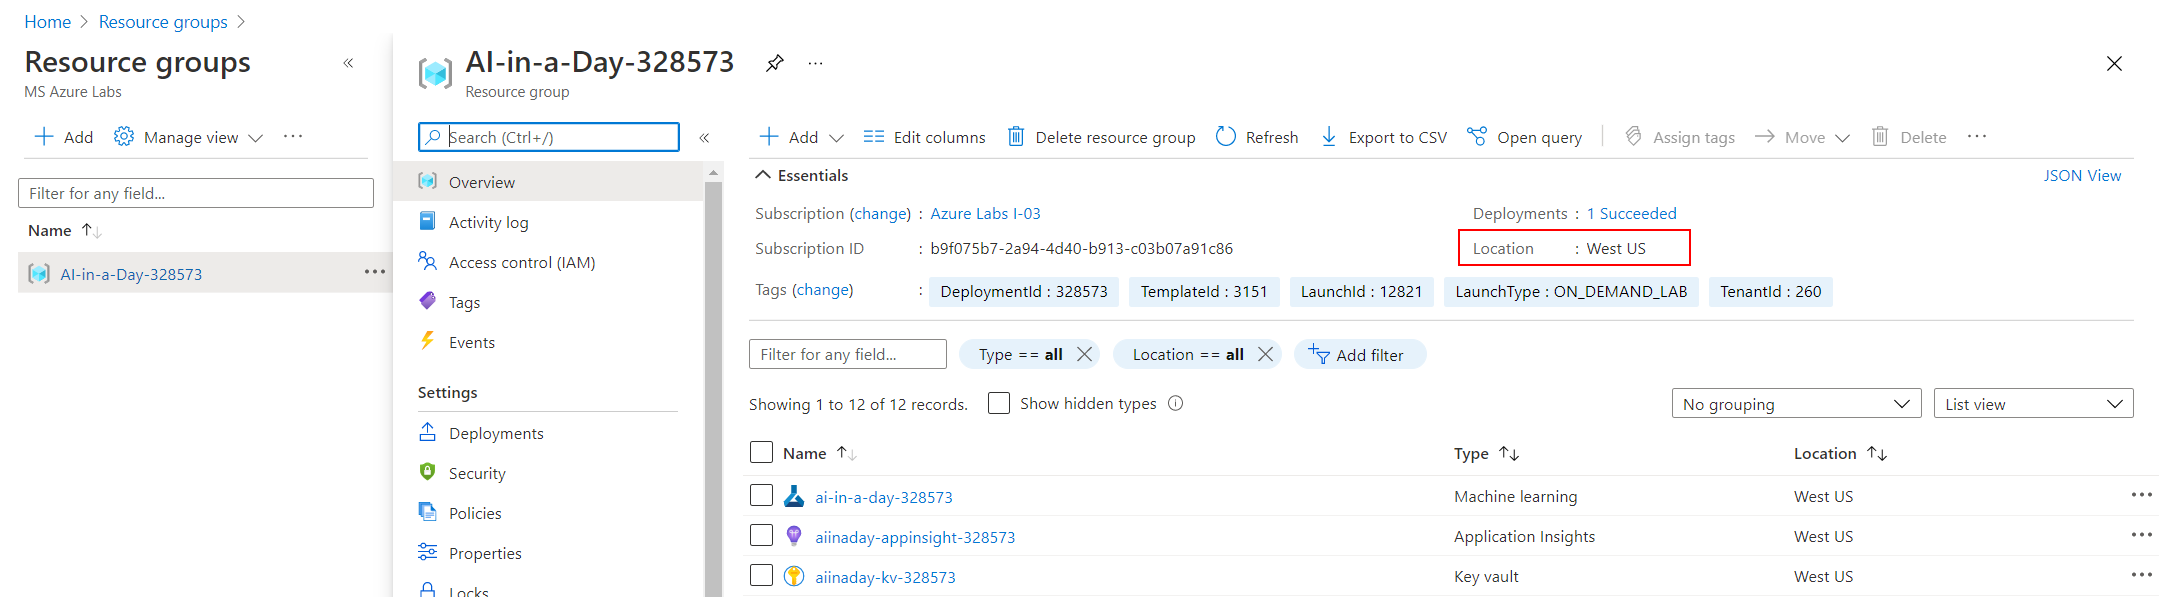 Home > Resource groups >
Resource groups «
MS Azure Labs
+ Add Manage view ···
Filter for any field...
Name ↑↓
AI-in-a-Day-328573 ···
AI-in-a-Day-328573 ···
Resource group
Search (Ctrl+/) «
Overview
Activity log
Access control (IAM)
Tags
Events
Settings
Deployments
Security
Policies
Properties
Locks
+ Add Edit columns Delete resource group Refresh Export to CSV Open query Assign tags Move Delete ···
Essentials JSON View
Subscription (change) : Azure Labs I-03 Deployments : 1 Succeeded
Subscription ID : b9f075b7-2a94-4d40-b913-c03b07a91c86 Location : West US
Tags (change) : DeploymentId : 328573 TemplateId : 3151 LaunchId : 12821 LaunchType : ON_DEMAND_LAB TenantId : 260
Filter for any field... Type == all Location == all Add filter
Showing 1 to 12 of 12 records. Show hidden types No grouping List view
Name ↑↓ Type ↑↓ Location ↑↓
ai-in-a-day-328573 Machine learning West US ···
aiinaday-appinsight-328573 Application Insights West US ···
aiinaday-kv-328573 Key vault West US ···